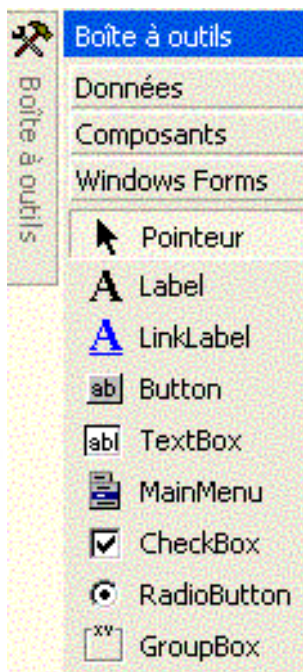 Boîte à outils
Boîte à outils
Données
Composants
Windows Forms
Pointeur
A Label
A LinkLabel
ab Button
abl TextBox
MainMenu
CheckBox
RadioButton
XY GroupBox